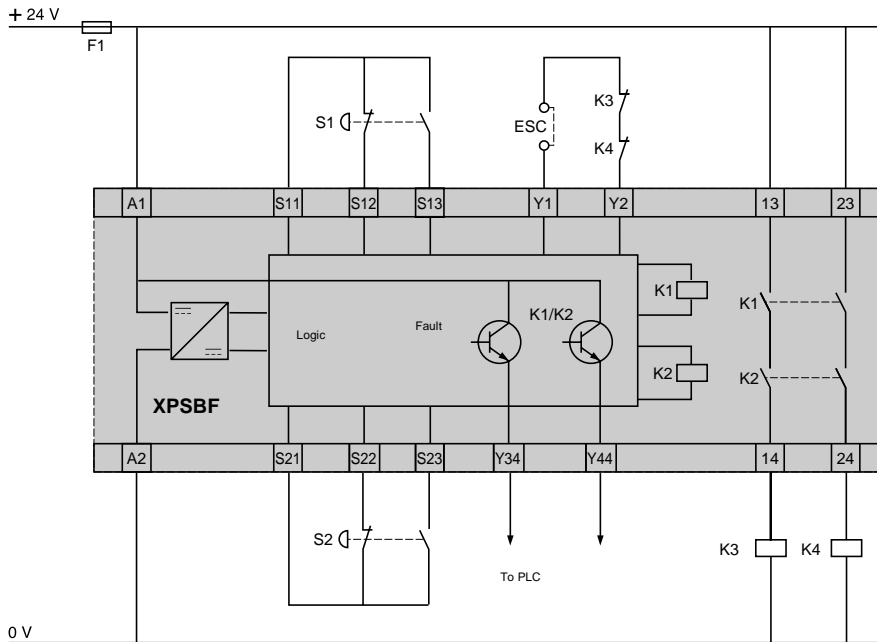 + 24 V
F1
S1
ESC
K3
K4
A1
S11
S12
S13
Y1
Y2
13
23
K1
K1/K2
K1
Fault
Logic
K2
K2
XPSBF
A2
S21
S22
S23
Y34
Y44
14
24
S2
K3
K4
To PLC
0 V